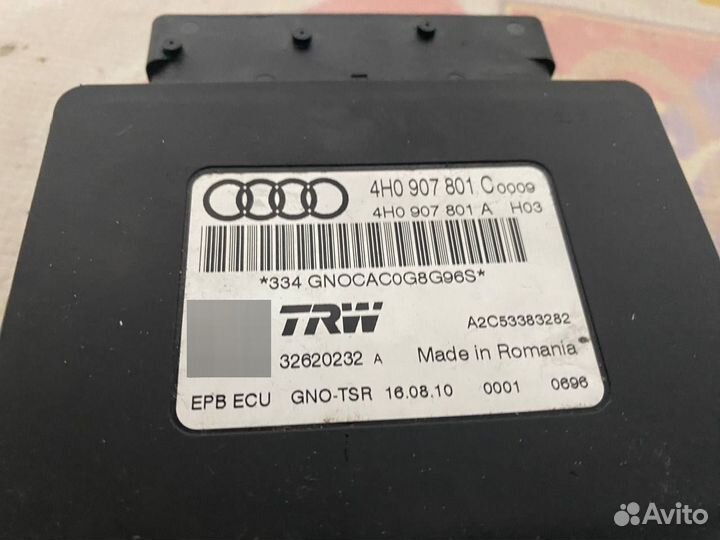 4H0 907 801 C 0009
4H0 907 801 A H03
*334 GNOCAC0G8G96S*
TRW
A2C53383282
32620232 A Made in Romania
EPB ECU GNO-TSR 16.08.10 0001 0696
Avito